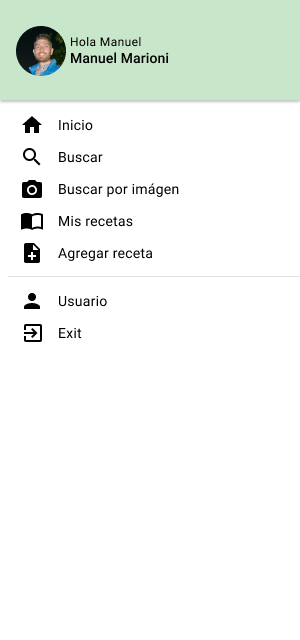 Hola Manuel
Manuel Marioni
Inicio
Buscar
Buscar por imágen
Mis recetas
Agregar receta
Usuario
Exit